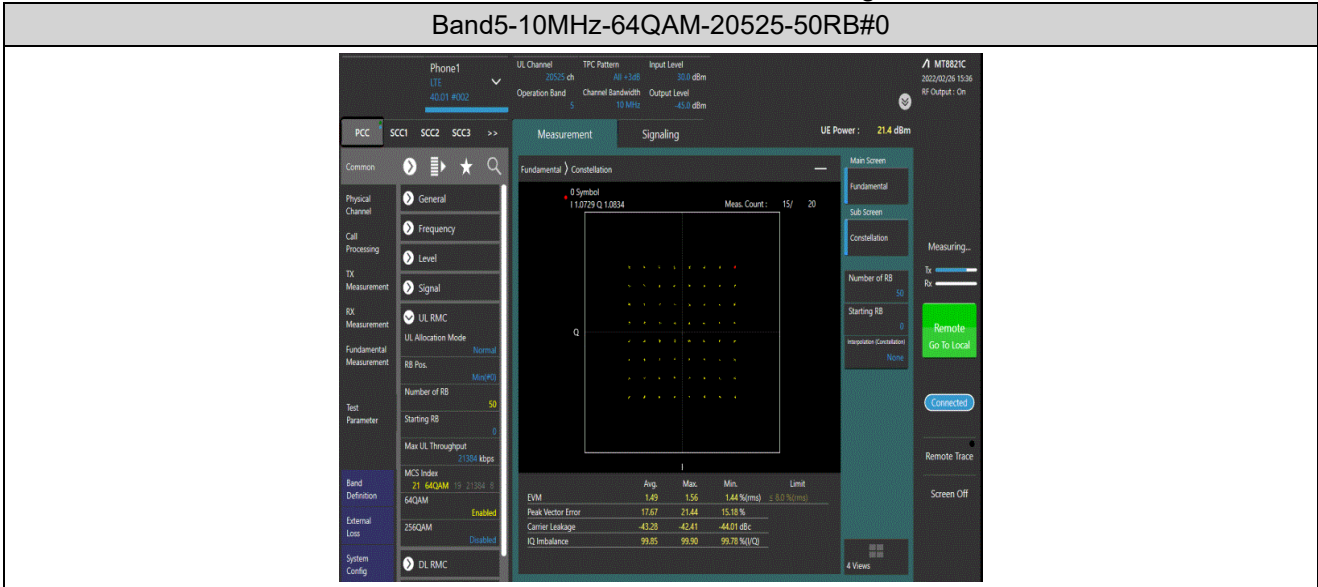 Band5-10MHz-64QAM-20525-50RB#0
Phone1
LTE
40.01 #002
UL Channel
20525 ch
TPC Pattern
All +3dB
Input Level
30.0 dBm
Operation Band
5
Channel Bandwidth
10 MHz
Output Level
-45.0 dBm
MT8821C
2022/02/26 15:36
RF Output : On
PCC SCC1 SCC2 SCC3 >>
Measurement
Signaling
UE Power : 21.4 dBm
Common
Physical
Channel
Call
Processing
TX
Measurement
RX
Measurement
Fundamental
Measurement
Test
Parameter
Band
Definition
External
Loss
System
Config
General
Frequency
Level
Signal
UL RMC
UL Allocation Mode
Normal
RB Pos.
Min(#0)
Number of RB
50
Starting RB
0
Max UL Throughput
21384 kbps
MCS Index
21 64QAM 19 21384 8
64QAM
Enabled
256QAM
Disabled
DL RMC
Fundamental 〉 Constellation
0 Symbol
I 1.0729 Q 1.0834
Meas. Count : 15/ 20
Q
I
Avg. Max. Min. Limit
EVM 1.49 1.56 1.44 %(rms) ≤ 8.0 %(rms)
Peak Vector Error 17.67 21.44 15.18 %
Carrier Leakage -43.28 -42.41 -44.01 dBc
IQ Imbalance 99.85 99.90 99.78 %(I/Q)
Main Screen
Fundamental
Sub Screen
Constellation
Number of RB
50
Starting RB
0
Interpolation (Constellation)
None
4 Views
Measuring...
Tx
Rx
Remote
Go To Local
Connected
Remote Trace
Screen Off